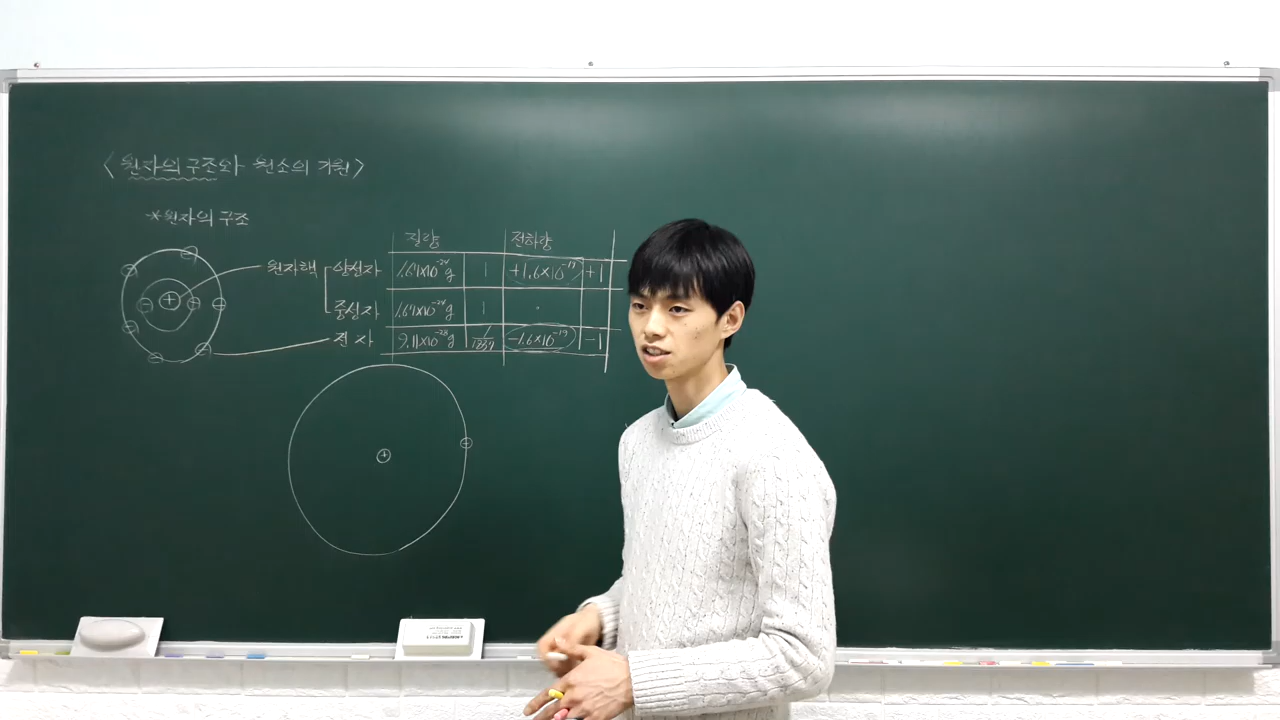 <원자의 구조와 원소의 기원>
*원자의 구조
질량 전하량
원자핵 양성자 1.67×10⁻²⁴g 1 +1.6×10⁻¹⁹ +1
중성자 1.67×10⁻²⁴g 1 ·
전자 9.11×10⁻²⁸g 1/1837 -1.6×10⁻¹⁹ -1
+ - - - - - - - -
+ -